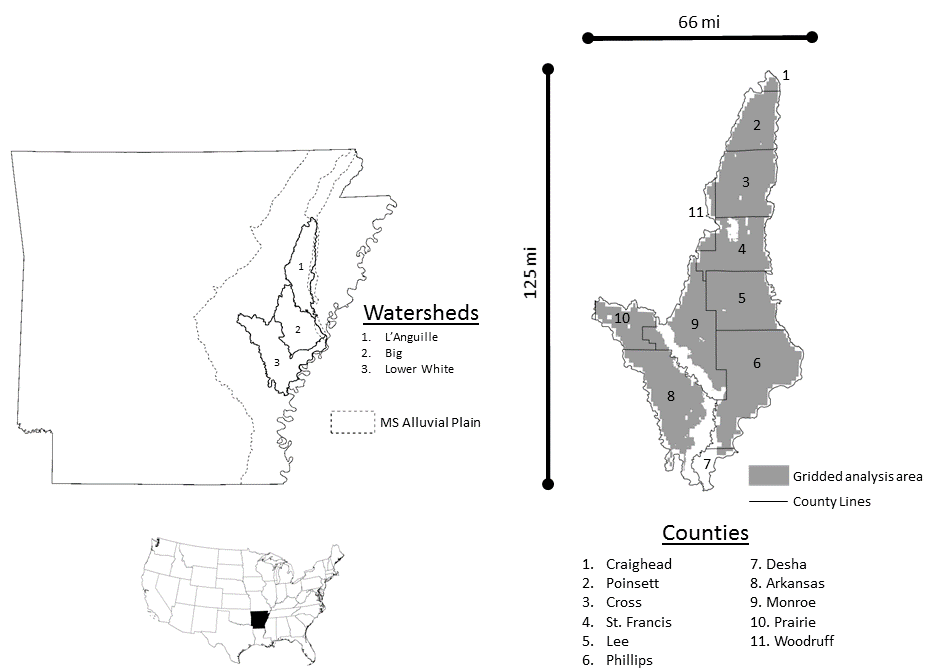 66 mi
125 mi
1
2
3
11
4
5
10
9
6
8
7
1
2
3
Watersheds
1. L'Anguille
2. Big
3. Lower White
MS Alluvial Plain
Gridded analysis area
County Lines
Counties
1. Craighead
2. Poinsett
3. Cross
4. St. Francis
5. Lee
6. Phillips
7. Desha
8. Arkansas
9. Monroe
10. Prairie
11. Woodruff